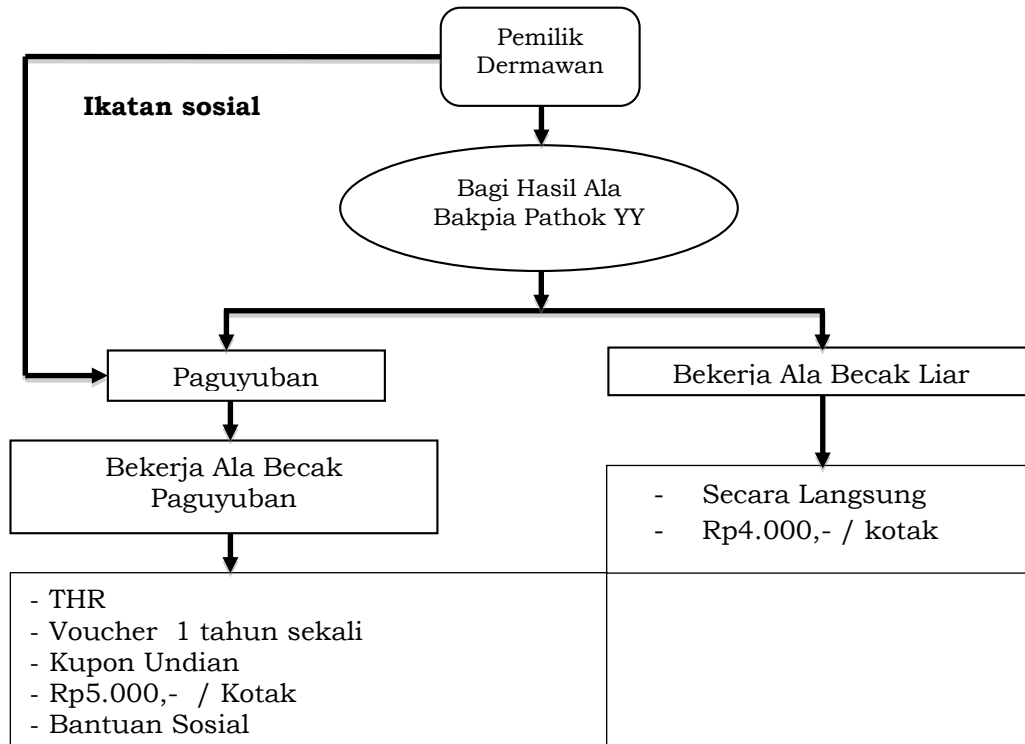 Pemilik
Dermawan
Ikatan sosial
Bagi Hasil Ala
Bakpia Pathok YY
Paguyuban
Bekerja Ala Becak Liar
Bekerja Ala Becak
Paguyuban
- Secara Langsung
- Rp4.000,- / kotak
- THR
- Voucher 1 tahun sekali
- Kupon Undian
- Rp5.000,- / Kotak
- Bantuan Sosial